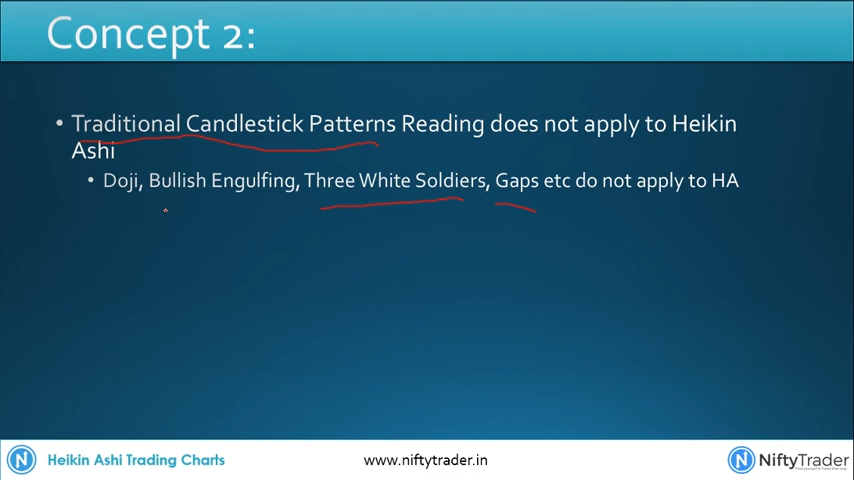 Concept 2:
• Traditional Candlestick Patterns Reading does not apply to Heikin
Ashi
• Doji, Bullish Engulfing, Three White Soldiers, Gaps etc do not apply to HA
N Heikin Ashi Trading Charts
www.niftytrader.in
N NiftyTrader